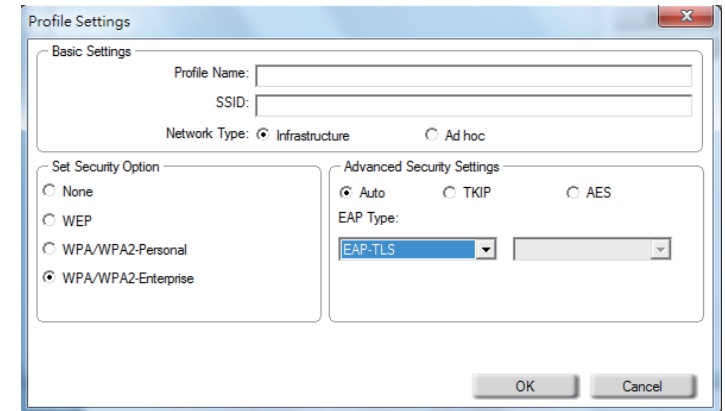 Profile Settings
Basic Settings
Profile Name:
SSID:
Network Type: Infrastructure Ad hoc
Set Security Option
None
WEP
WPA/WPA2-Personal
WPA/WPA2-Enterprise
Advanced Security Settings
Auto TKIP AES
EAP Type:
EAP-TLS
OK Cancel